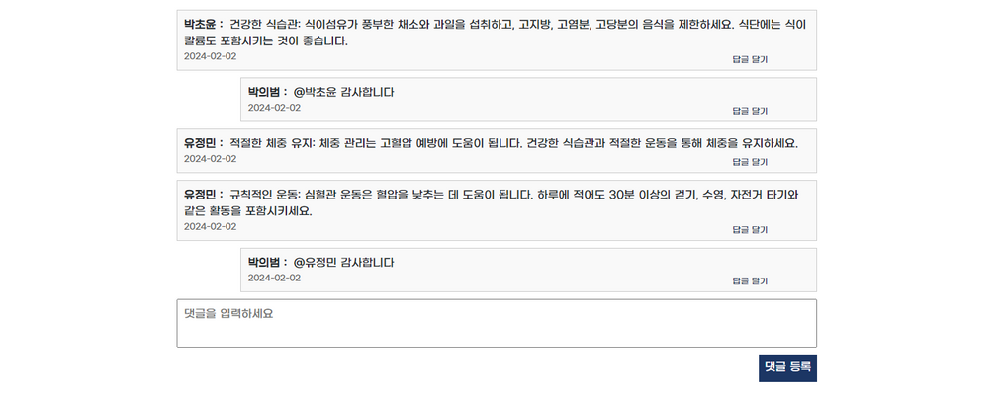 박초윤 : 건강한 식습관: 식이섬유가 풍부한 채소와 과일을 섭취하고, 고지방, 고염분, 고당분의 음식을 제한하세요. 식단에는 식이
칼륨도 포함시키는 것이 좋습니다.
2024-02-02
답글 달기
박의범 : @박초윤 감사합니다
2024-02-02
답글 달기
유정민 : 적절한 체중 유지: 체중 관리는 고혈압 예방에 도움이 됩니다. 건강한 식습관과 적절한 운동을 통해 체중을 유지하세요.
2024-02-02
답글 달기
유정민 : 규칙적인 운동: 심혈관 운동은 혈압을 낮추는 데 도움이 됩니다. 하루에 적어도 30분 이상의 걷기, 수영, 자전거 타기와
같은 활동을 포함시키세요.
2024-02-02
답글 달기
박의범 : @유정민 감사합니다
2024-02-02
답글 달기
댓글을 입력하세요
댓글 등록